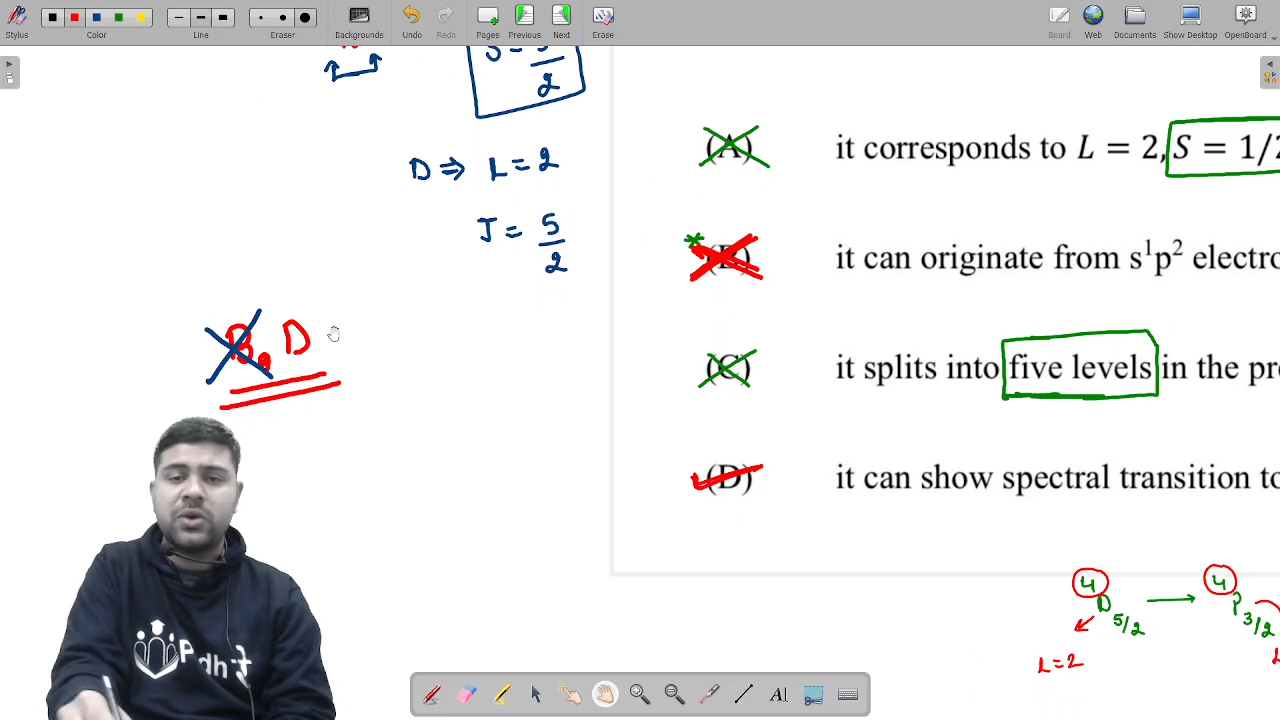 Stylus Color Line Eraser Backgrounds Undo Redo Pages Previous Next Erase Board Web Documents Show Desktop OpenBoard
2
D ⇒ L = 2
J = 5/2
B, D
(A) it corresponds to L = 2, S = 1/2
(B) it can originate from s¹p² electro
(C) it splits into five levels in the pre
(D) it can show spectral transition to
4 D 5/2 → 4 P 3/2
L = 2
Pdhले